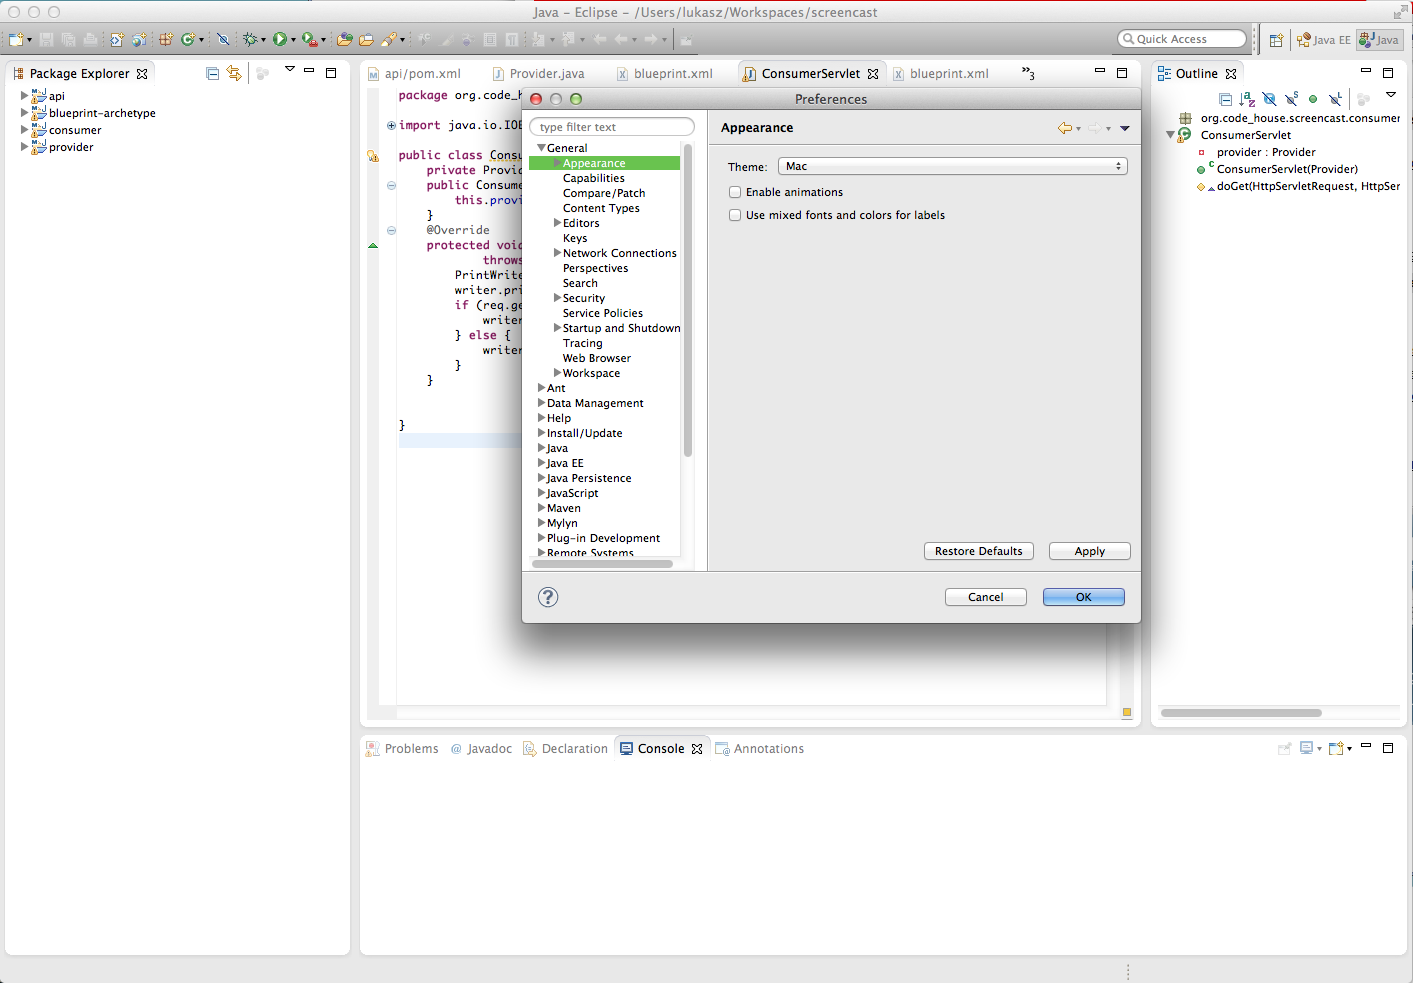 Java – Eclipse – /Users/lukasz/Workspaces/screencast
Quick Access
Java EE
Java
Package Explorer
api
blueprint-archetype
consumer
provider
api/pom.xml
Provider.java
blueprint.xml
ConsumerServlet
blueprint.xml
»3
package org.code_h
import java.io.IOE
public class Consu
private Provid
public Consume
this.provi
}
@Override
protected void
throws
PrintWrite
writer.pri
if (req.ge
writer
} else {
writer
}
}
}
Preferences
type filter text
General
Appearance
Capabilities
Compare/Patch
Content Types
Editors
Keys
Network Connections
Perspectives
Search
Security
Service Policies
Startup and Shutdown
Tracing
Web Browser
Workspace
Ant
Data Management
Help
Install/Update
Java
Java EE
Java Persistence
JavaScript
Maven
Mylyn
Plug-in Development
Remote Systems
Appearance
Theme: Mac
Enable animations
Use mixed fonts and colors for labels
Restore Defaults
Apply
?
Cancel
OK
Outline
org.code_house.screencast.consumer
ConsumerServlet
provider : Provider
ConsumerServlet(Provider)
doGet(HttpServletRequest, HttpSer
Problems
@ Javadoc
Declaration
Console
Annotations